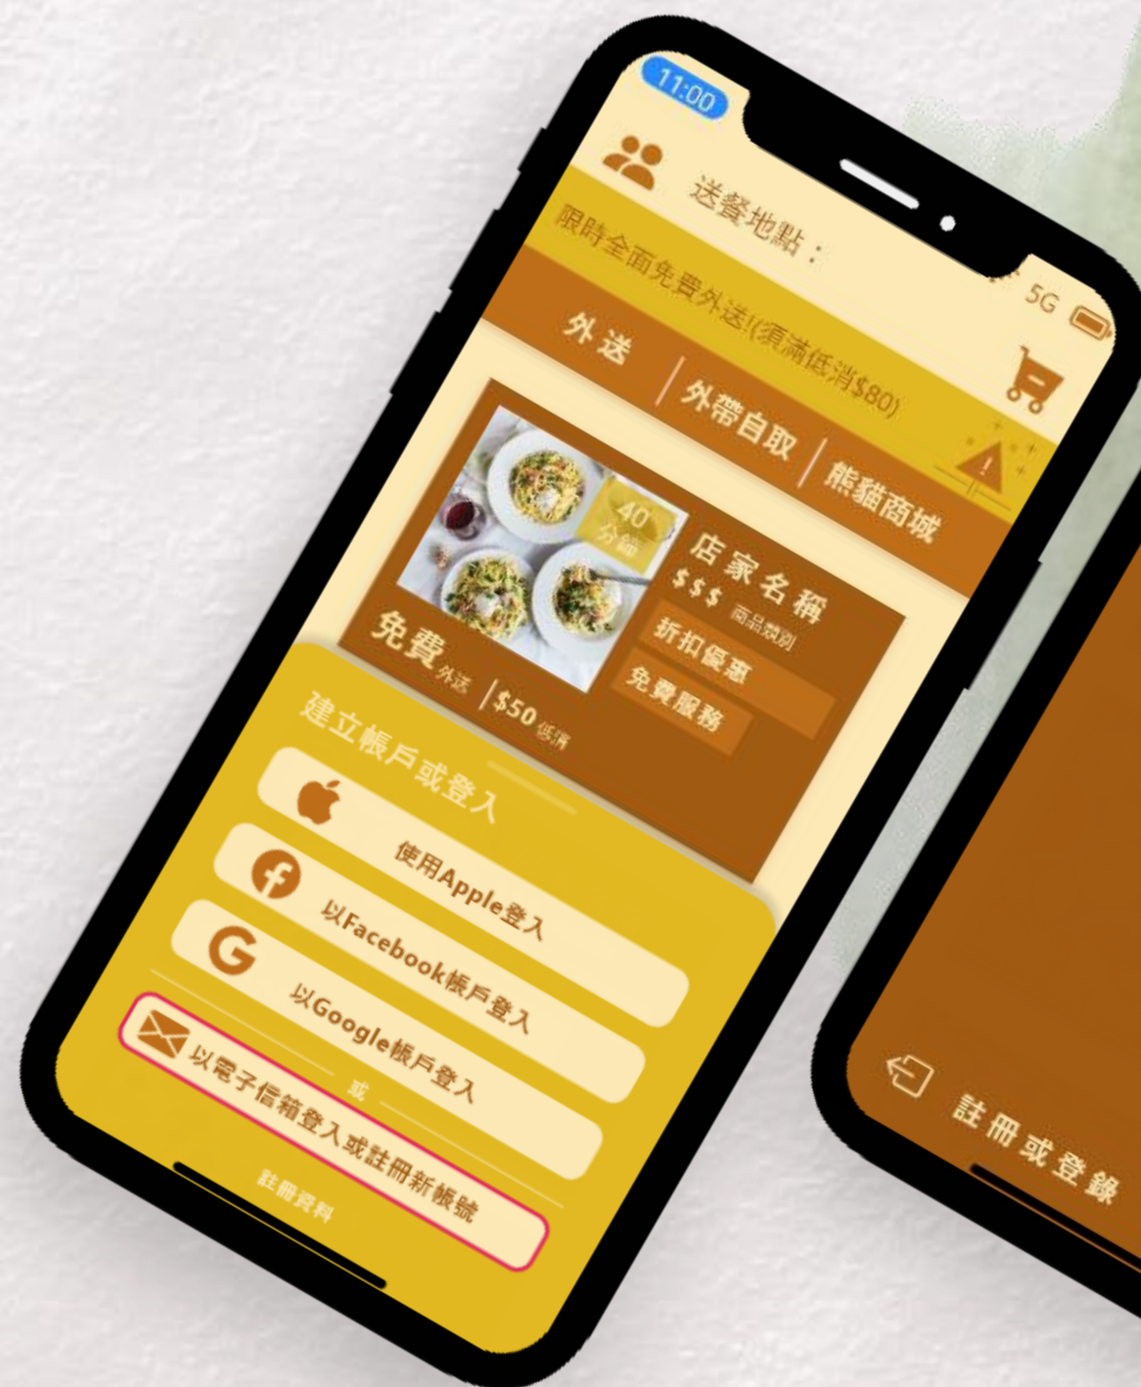 11:00
5G
送餐地點：
限時全面免費外送!(須滿低消$80)
外送
外帶自取
熊貓商城
40
分鐘
店家名稱
$$$ 商品類別
折扣優惠
免費服務
免費外送
$50 低消
建立帳戶或登入
使用Apple登入
以Facebook帳戶登入
以Google帳戶登入
或
以電子信箱登入或註冊新帳號
註冊資料
註冊或登錄